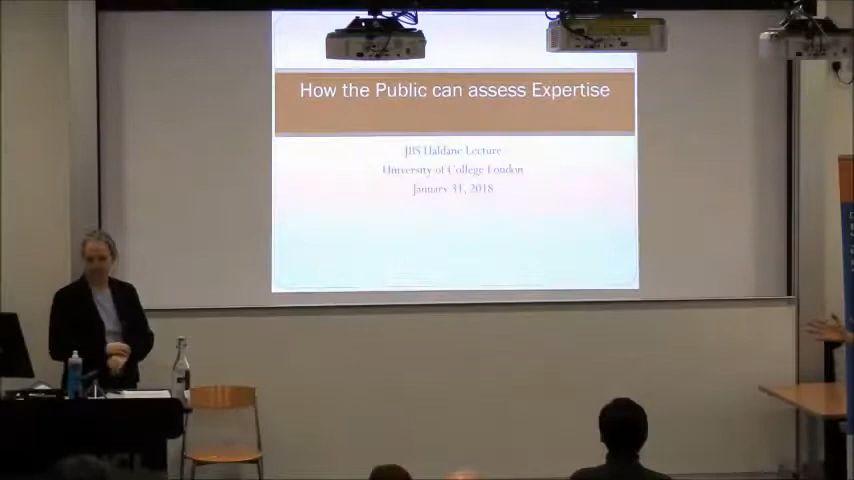 How the Public can assess Expertise
JBS Haldane Lecture
University of College London
January 31, 2018